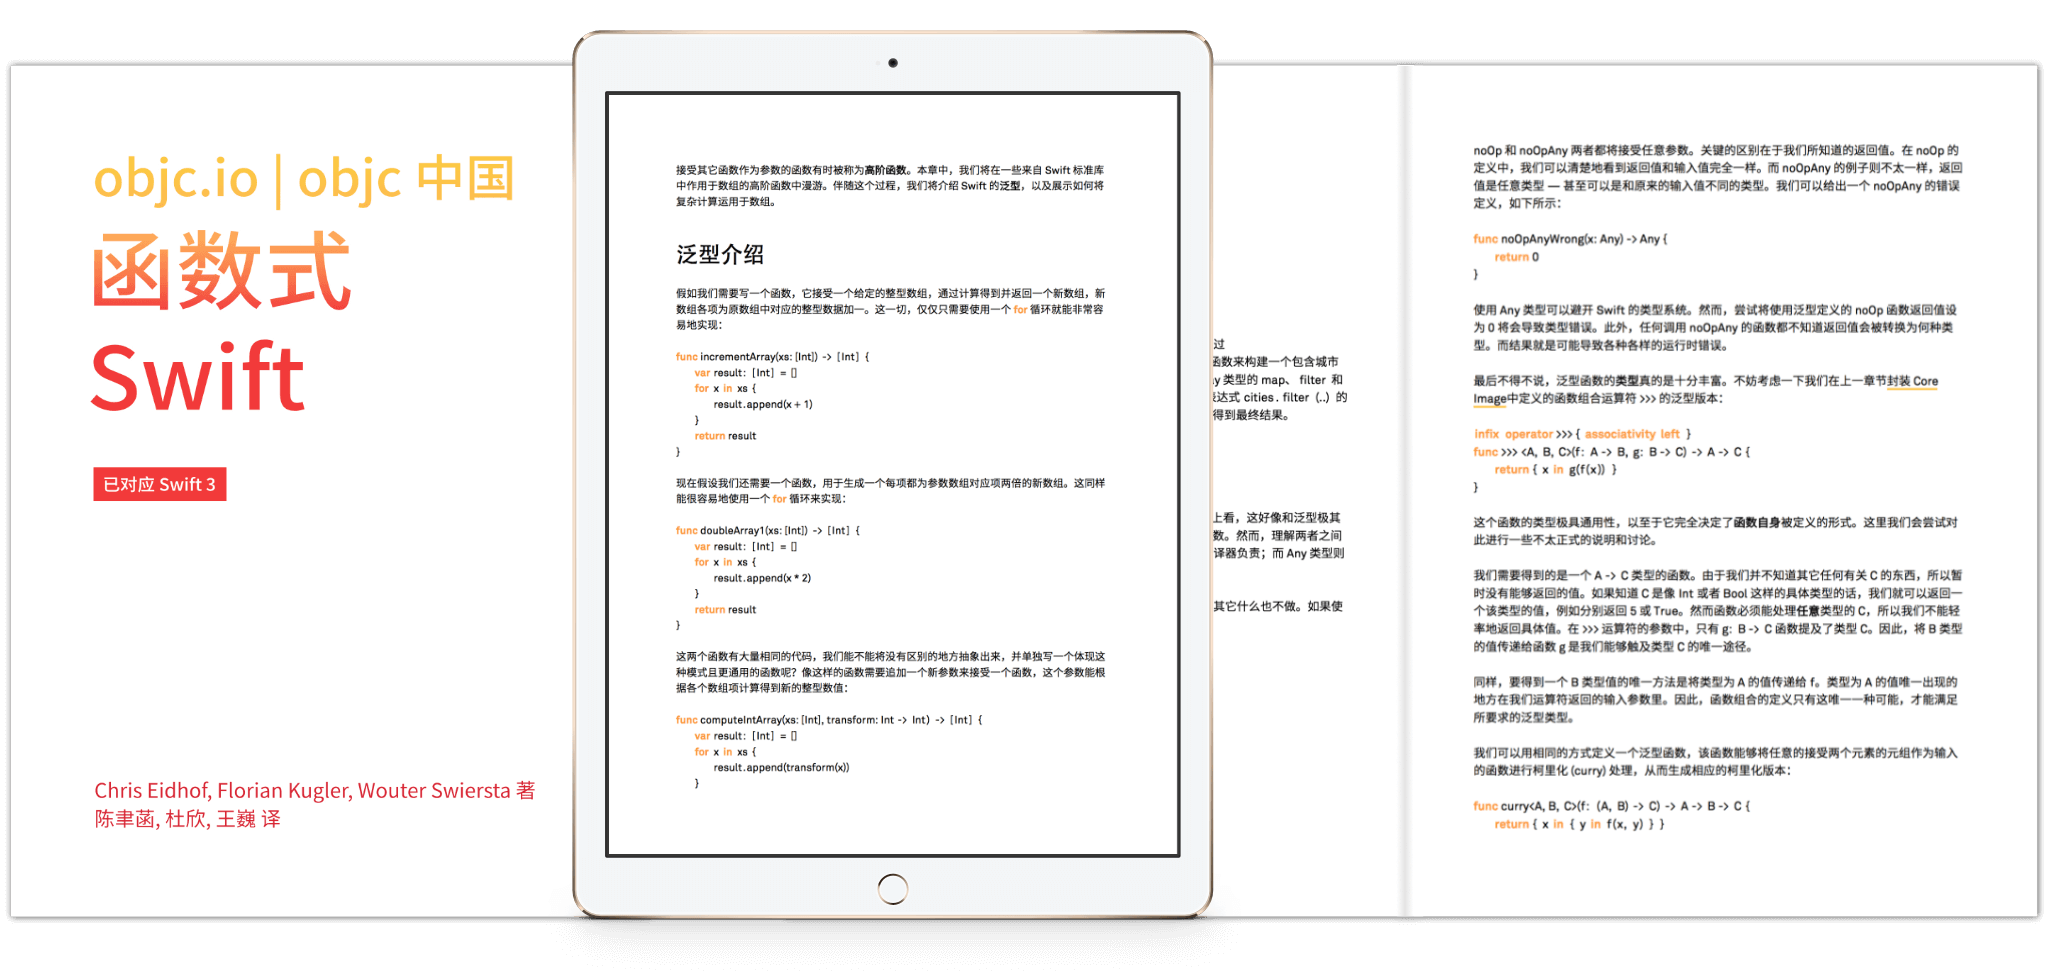 objc.io | objc 中国
函数式
Swift
已对应 Swift 3
Chris Eidhof, Florian Kugler, Wouter Swiersta 著
陈聿菡, 杜欣, 王巍 译
接受其它函数作为参数的函数有时被称为高阶函数。本章中，我们将在一些来自 Swift 标准库
中作用于数组的高阶函数中漫游。伴随这个过程，我们将介绍 Swift 的泛型，以及展示如何将
复杂计算运用于数组。
泛型介绍
假如我们需要写一个函数，它接受一个给定的整型数组，通过计算得到并返回一个新数组，新
数组各项为原数组中对应的整型数据加一。这一切，仅仅只需要使用一个 for 循环就能非常容
易地实现：
func incrementArray(xs: [Int]) -> [Int] {
var result: [Int] = []
for x in xs {
result.append(x + 1)
}
return result
}
现在假设我们还需要一个函数，用于生成一个每项都为参数数组对应项两倍的新数组。这同样
能很容易地使用一个 for 循环来实现：
func doubleArray1(xs: [Int]) -> [Int] {
var result: [Int] = []
for x in xs {
result.append(x * 2)
}
return result
}
这两个函数有大量相同的代码，我们能不能将没有区别的地方抽象出来，并单独写一个体现这
种模式且更通用的函数呢？像这样的函数需要追加一个新参数来接受一个函数，这个参数能根
据各个数组项计算得到新的整型数值：
func computeIntArray(xs: [Int], transform: Int -> Int) -> [Int] {
var result: [Int] = []
for x in xs {
result.append(transform(x))
}
过
函数来构建一个包含城市
y 类型的 map、 filter 和
达式 cities.filter (..) 的
得到最终结果。
上看，这好像和泛型极其
数。然而，理解两者之间
译器负责；而 Any 类型则
其它什么也不做。如果使
noOp 和 noOpAny 两者都将接受任意参数。关键的区别在于我们所知道的返回值。在 noOp 的
定义中，我们可以清楚地看到返回值和输入值完全一样。而 noOpAny 的例子则不太一样，返回
值是任意类型 — 甚至可以是和原来的输入值不同的类型。我们可以给出一个 noOpAny 的错误
定义，如下所示：
func noOpAnyWrong(x: Any) -> Any {
return 0
}
使用 Any 类型可以避开 Swift 的类型系统。然而，尝试将使用泛型定义的 noOp 函数返回值设
为 0 将会导致类型错误。此外，任何调用 noOpAny 的函数都不知道返回值会被转换为何种类
型。而结果就是可能导致各种各样的运行时错误。
最后不得不说，泛型函数的类型真的是十分丰富。不妨考虑一下我们在上一章节封装 Core
Image中定义的函数组合运算符 >>> 的泛型版本：
infix operator >>> { associativity left }
func >>> <A, B, C>(f: A -> B, g: B -> C) -> A -> C {
return { x in g(f(x)) }
}
这个函数的类型极具通用性，以至于它完全决定了函数自身被定义的形式。这里我们会尝试对
此进行一些不太正式的说明和讨论。
我们需要得到的是一个 A -> C 类型的函数。由于我们并不知道其它任何有关 C 的东西，所以暂
时没有能够返回的值。如果知道 C 是像 Int 或者 Bool 这样的具体类型的话，我们就可以返回一
个该类型的值，例如分别返回 5 或 True。然而函数必须能处理任意类型的 C，所以我们不能轻
率地返回具体值。在 >>> 运算符的参数中，只有 g: B -> C 函数提及了类型 C。因此，将 B 类型
的值传递给函数 g 是我们能够触及类型 C 的唯一途径。
同样，要得到一个 B 类型值的唯一方法是将类型为 A 的值传递给 f。类型为 A 的值唯一出现的
地方在我们运算符返回的输入参数里。因此，函数组合的定义只有这唯一一种可能，才能满足
所要求的泛型类型。
我们可以用相同的方式定义一个泛型函数，该函数能够将任意的接受两个元素的元组作为输入
的函数进行柯里化 (curry) 处理，从而生成相应的柯里化版本：
func curry<A, B, C>(f: (A, B) -> C) -> A -> B -> C {
return { x in { y in f(x, y) } }